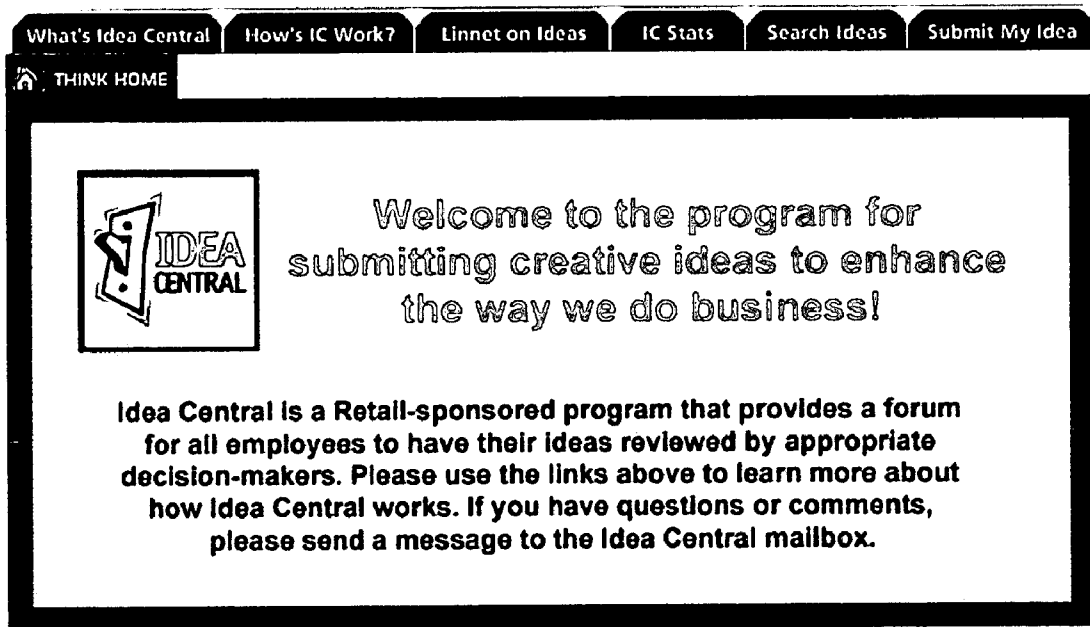 What's Idea Central How's IC Work? Linnet on Ideas IC Stats Search Ideas Submit My Idea
THINK HOME
IDEA
CENTRAL
Welcome to the program for
submitting creative ideas to enhance
the way we do business!
Idea Central is a Retail-sponsored program that provides a forum
for all employees to have their ideas reviewed by appropriate
decision-makers. Please use the links above to learn more about
how Idea Central works. If you have questions or comments,
please send a message to the Idea Central mailbox.